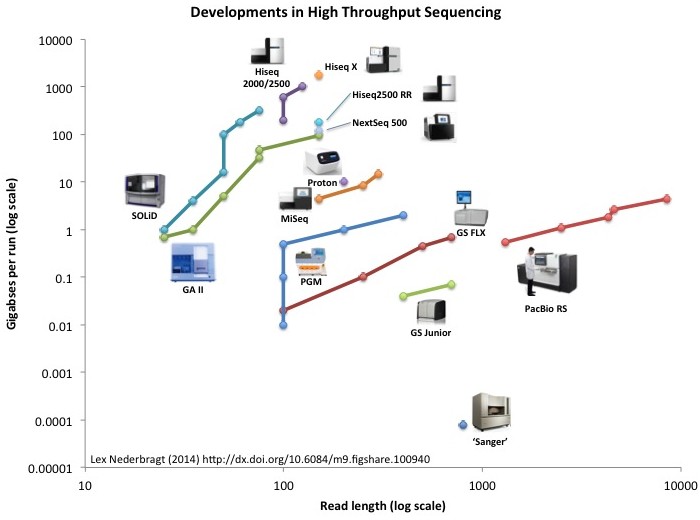 Developments in High Throughput Sequencing
10000
1000
100
10
1
0.1
0.01
0.001
0.0001
0.00001
Gigabses per run (log scale)
Hiseq
2000/2500
Hiseq X
Hiseq2500 RR
NextSeq 500
Proton
MiSeq
SOLiD
GS FLX
GA II
PGM
PacBio RS
GS Junior
'Sanger'
Lex Nederbragt (2014) http://dx.doi.org/10.6084/m9.figshare.100940
10
100
1000
10000
Read length (log scale)